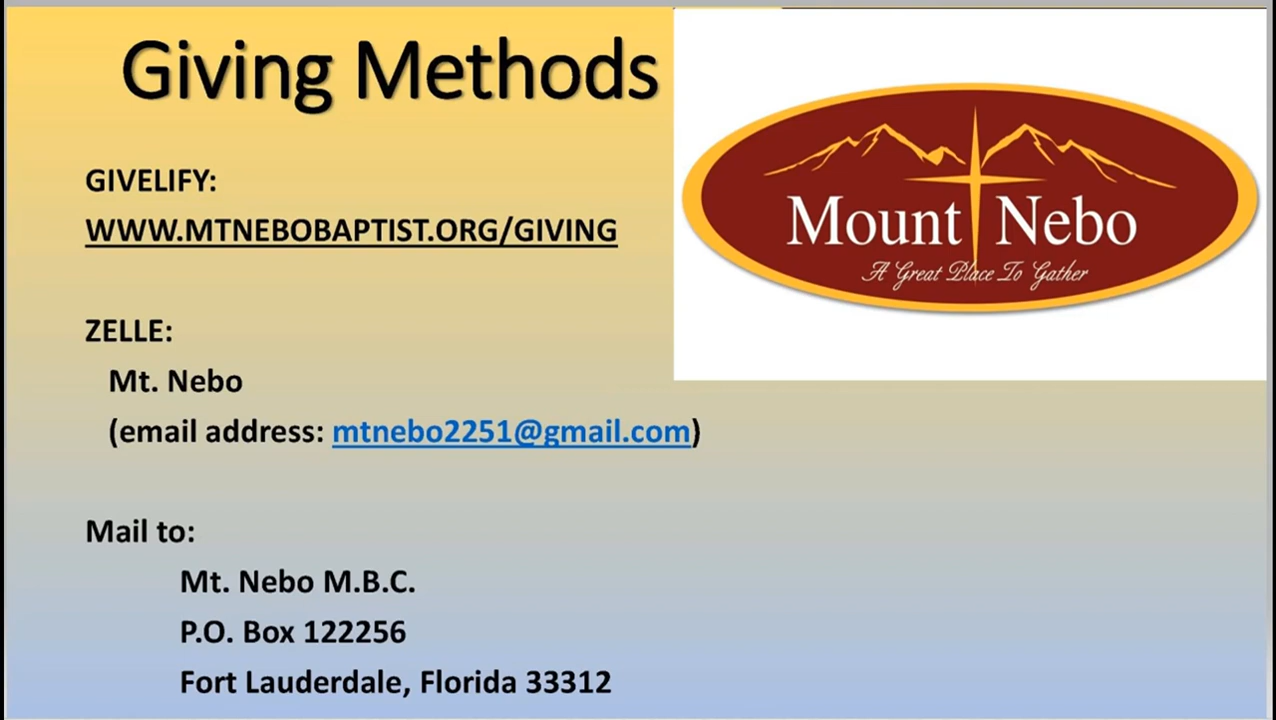 Giving Methods
GIVELIFY:
WWW.MTNEBOBAPTIST.ORG/GIVING
ZELLE:
Mt. Nebo
(email address: mtnebo2251@gmail.com)
Mail to:
Mt. Nebo M.B.C.
P.O. Box 122256
Fort Lauderdale, Florida 33312
Mount Nebo
A Great Place To Gather